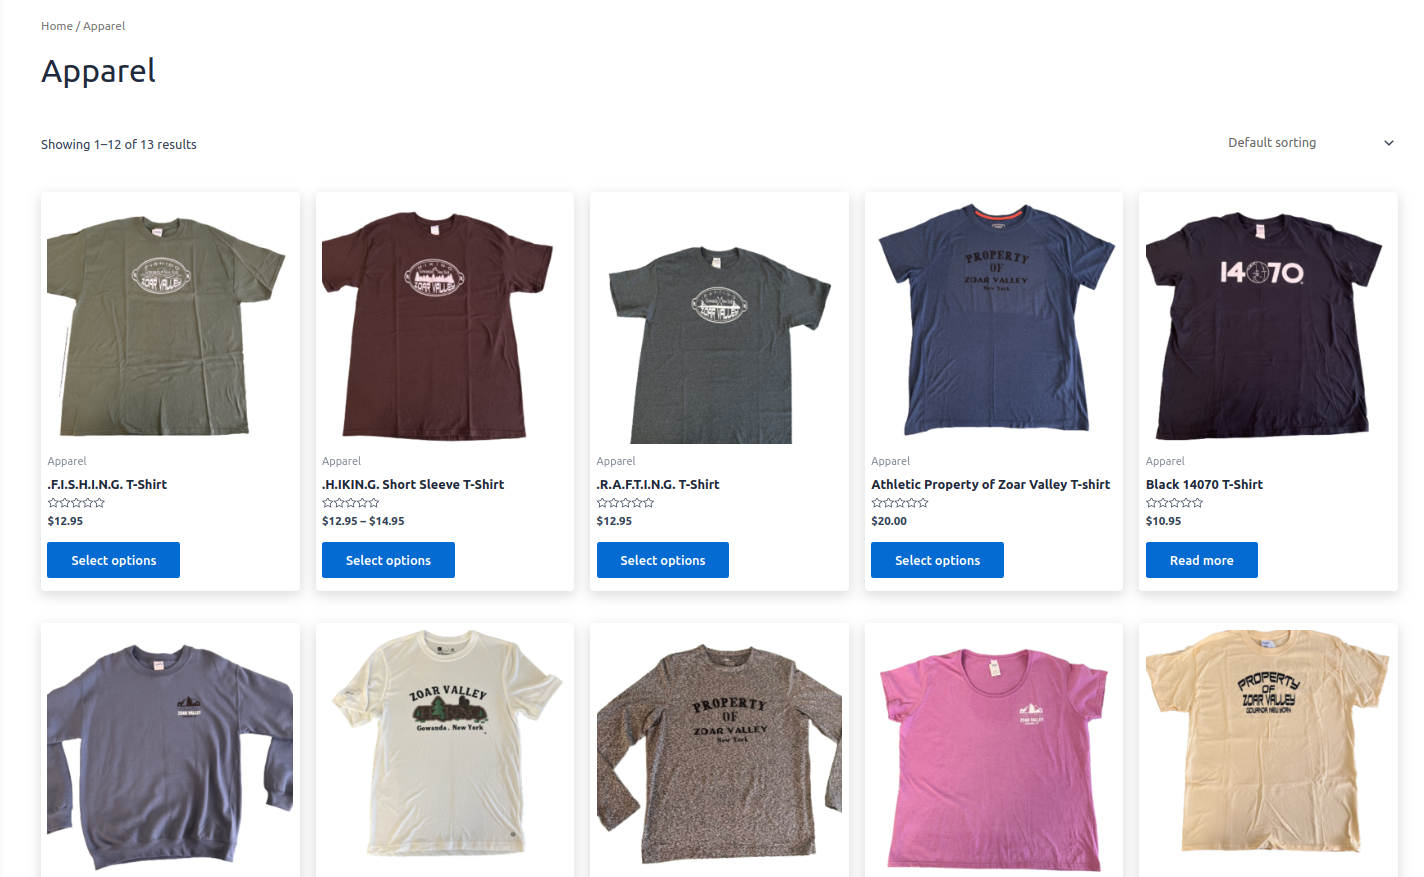 Home / Apparel
Apparel
Showing 1–12 of 13 results
Default sorting
FISHING
ZOAR VALLEY
HIKING
ZOAR VALLEY
RAFTING
ZOAR VALLEY
PROPERTY
OF
ZOAR VALLEY
New York
14070
Apparel
.F.I.S.H.I.N.G. T-Shirt
$12.95
Select options
Apparel
.H.IKIN.G. Short Sleeve T-Shirt
$12.95 – $14.95
Select options
Apparel
.R.A.F.T.I.N.G. T-Shirt
$12.95
Select options
Apparel
Athletic Property of Zoar Valley T-shirt
$20.00
Select options
Apparel
Black 14070 T-Shirt
$10.95
Read more
ZOAR VALLEY
ZOAR VALLEY
Gowanda, New York
PROPERTY
OF
ZOAR VALLEY
New York
ZOAR VALLEY
PROPERTY
OF
ZOAR VALLEY
GOWANDA, NEW YORK